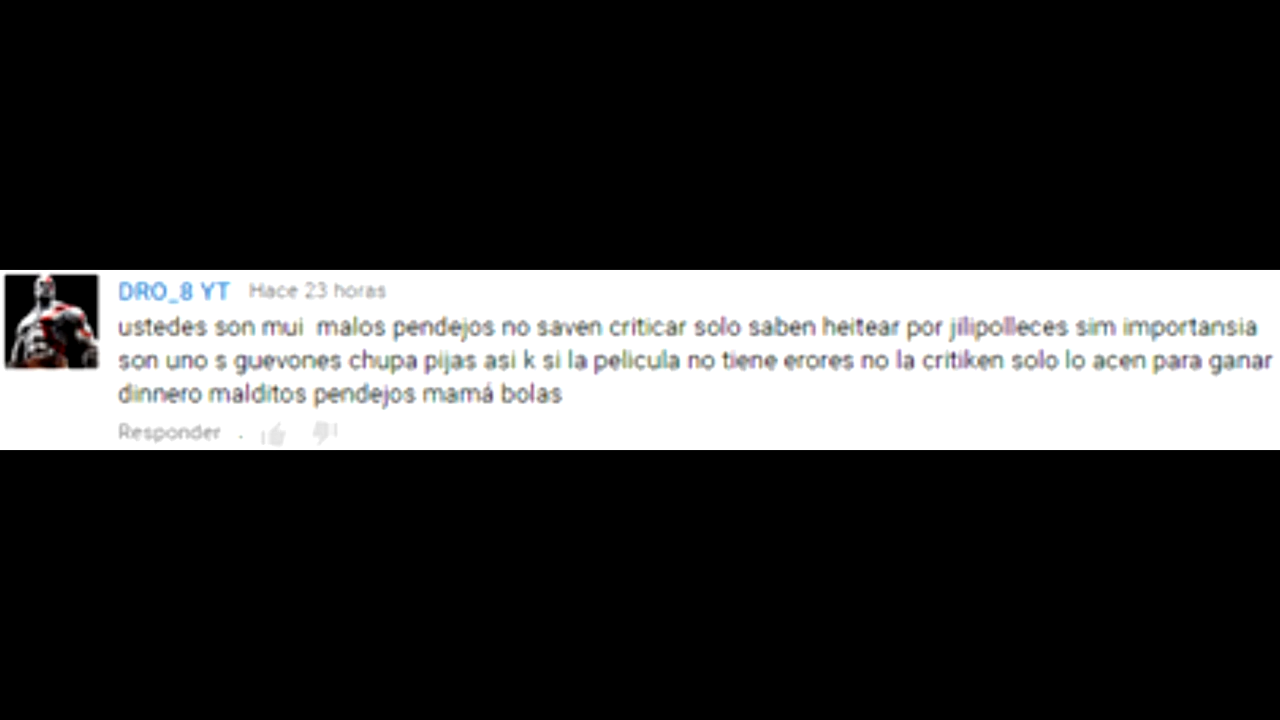 DRO_8 YT Hace 23 horas
ustedes son mui malos pendejos no saven criticar solo saben heitear por jilipolleces sim importansia
son uno s guevones chupa pijas asi k si la pelicula no tiene erores no la critiken solo lo acen para ganar
dinnero malditos pendejos mamá bolas
Responder .